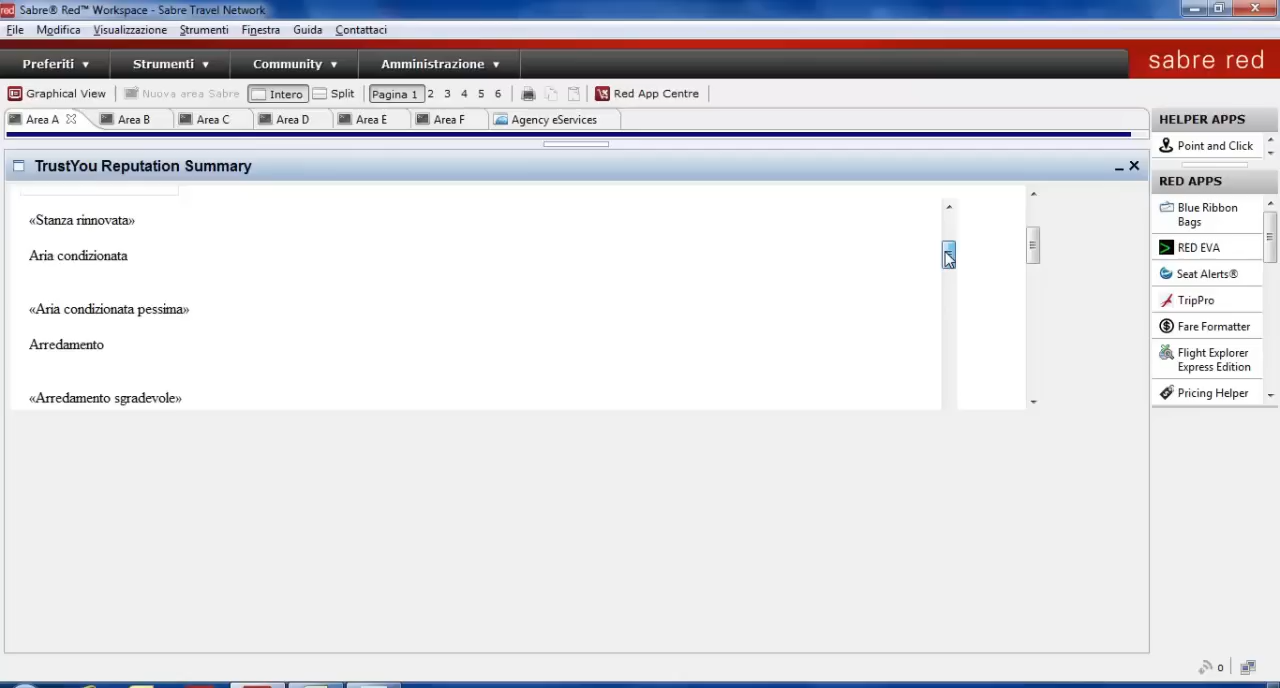 red Sabre® Red™ Workspace - Sabre Travel Network
File Modifica Visualizzazione Strumenti Finestra Guida Contattaci
Preferiti Strumenti Community Amministrazione sabre red
Graphical View Nuova area Sabre Intero Split Pagina 1 2 3 4 5 6 Red App Centre
Area A Area B Area C Area D Area E Area F Agency eServices
HELPER APPS
Point and Click
TrustYou Reputation Summary
RED APPS
Blue Ribbon
Bags
RED EVA
Seat Alerts®
TripPro
Fare Formatter
Flight Explorer
Express Edition
Pricing Helper
«Stanza rinnovata»
Aria condizionata
«Aria condizionata pessima»
Arredamento
«Arredamento sgradevole»
0